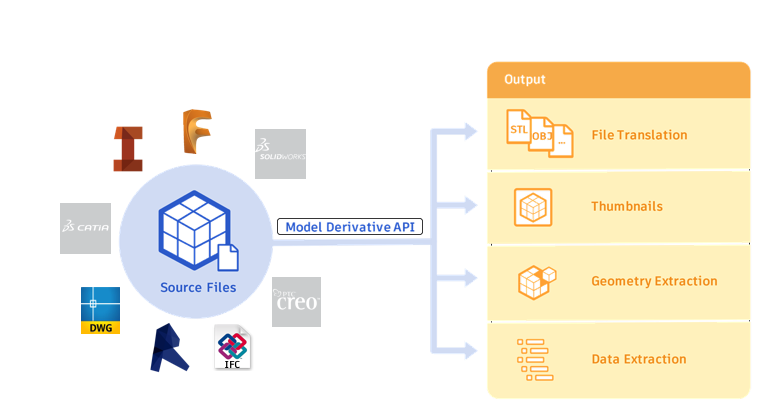 Output
STL
OBJ
...
File Translation
Thumbnails
Geometry Extraction
Data Extraction
Model Derivative API
Source Files
SOLIDWORKS
CATIA
PTC
creo
DWG
IFC